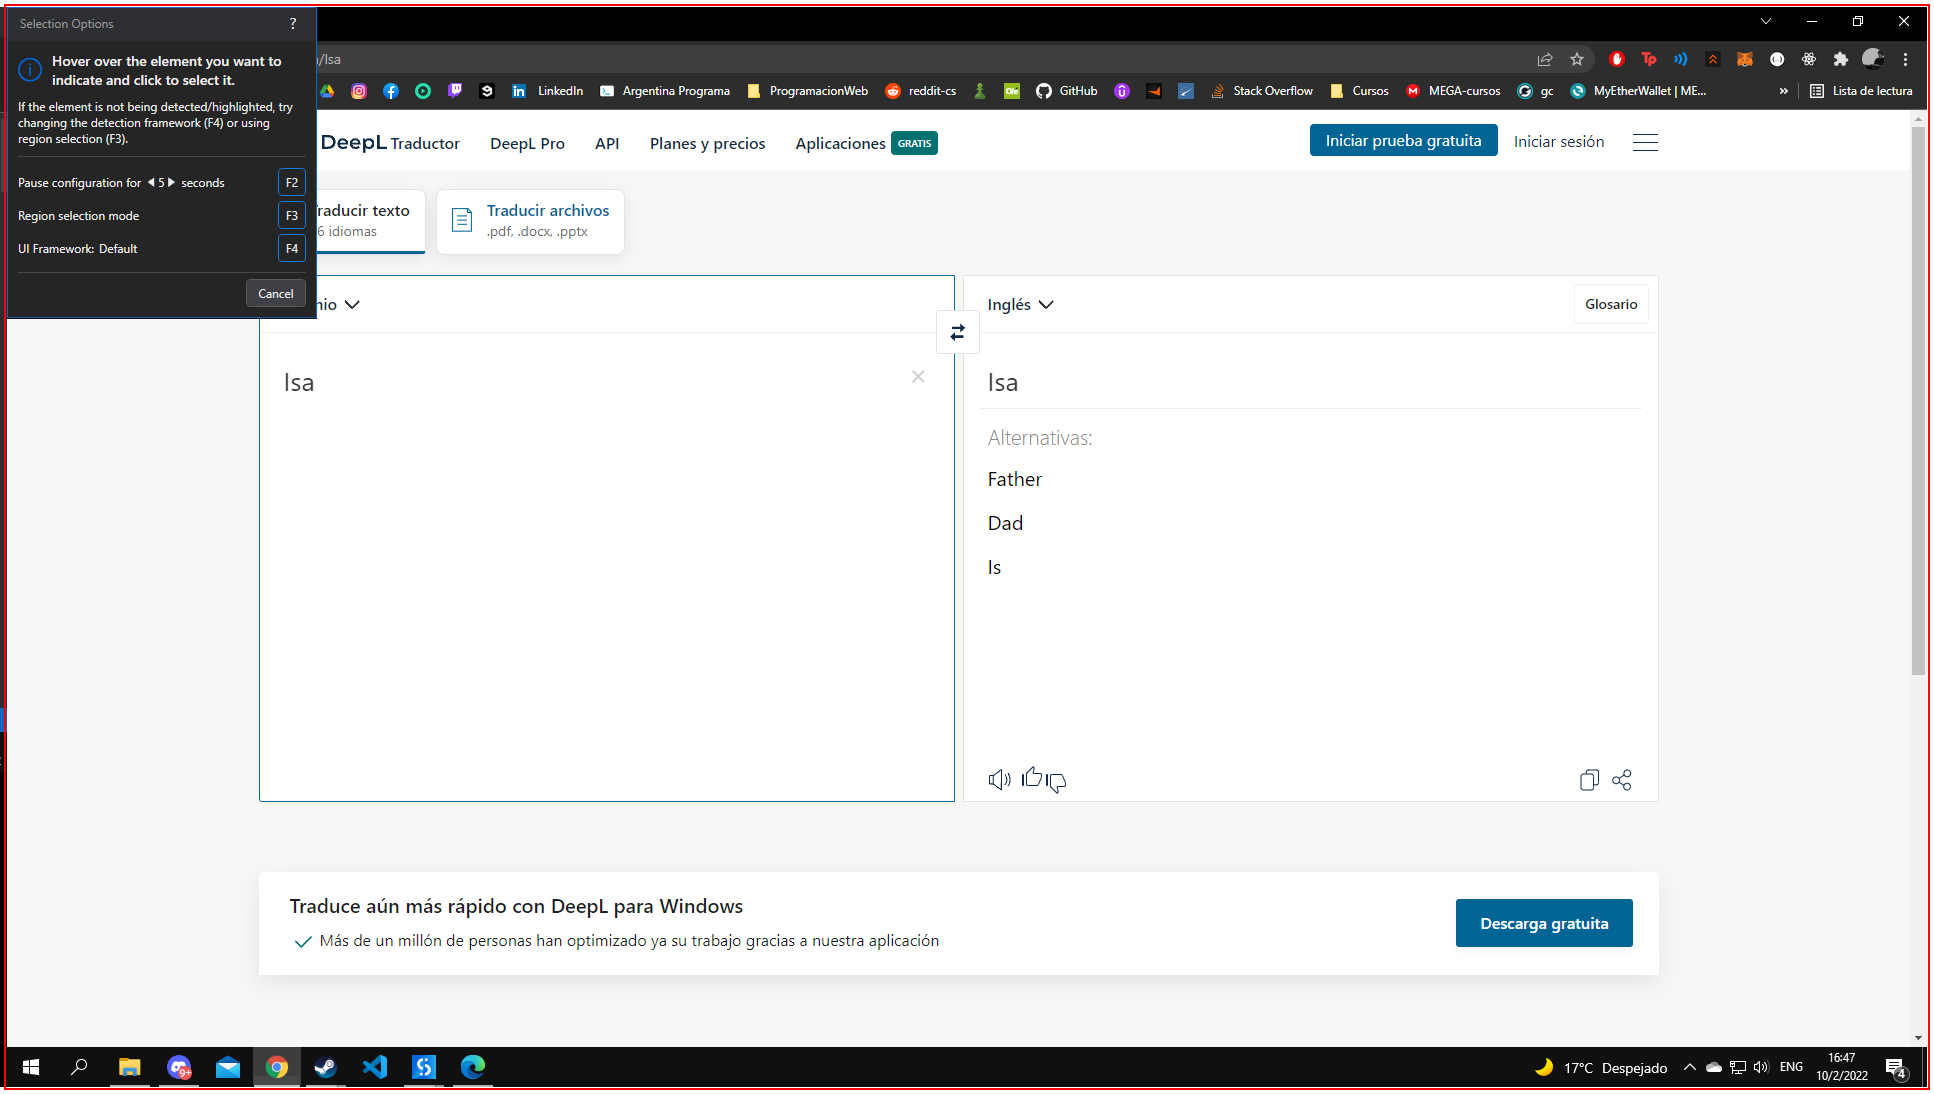 Selection Options ?
Hover over the element you want to
indicate and click to select it.
If the element is not being detected/highlighted, try
changing the detection framework (F4) or using
region selection (F3).
Pause configuration for 5 seconds F2
Region selection mode F3
UI Framework: Default F4
Cancel
/Isa
LinkedIn Argentina Programa ProgramacionWeb reddit-cs Olé GitHub Stack Overflow Cursos MEGA-cursos gc MyEtherWallet | ME... » Lista de lectura
DeepL Traductor DeepL Pro API Planes y precios Aplicaciones GRATIS Iniciar prueba gratuita Iniciar sesión
raducir texto
6 idiomas
Traducir archivos
.pdf, .docx, .pptx
nio
Inglés Glosario
Isa
Isa
Alternativas:
Father
Dad
Is
Traduce aún más rápido con DeepL para Windows
Más de un millón de personas han optimizado ya su trabajo gracias a nuestra aplicación
Descarga gratuita
9+
17°C Despejado ENG 16:47
10/2/2022 4